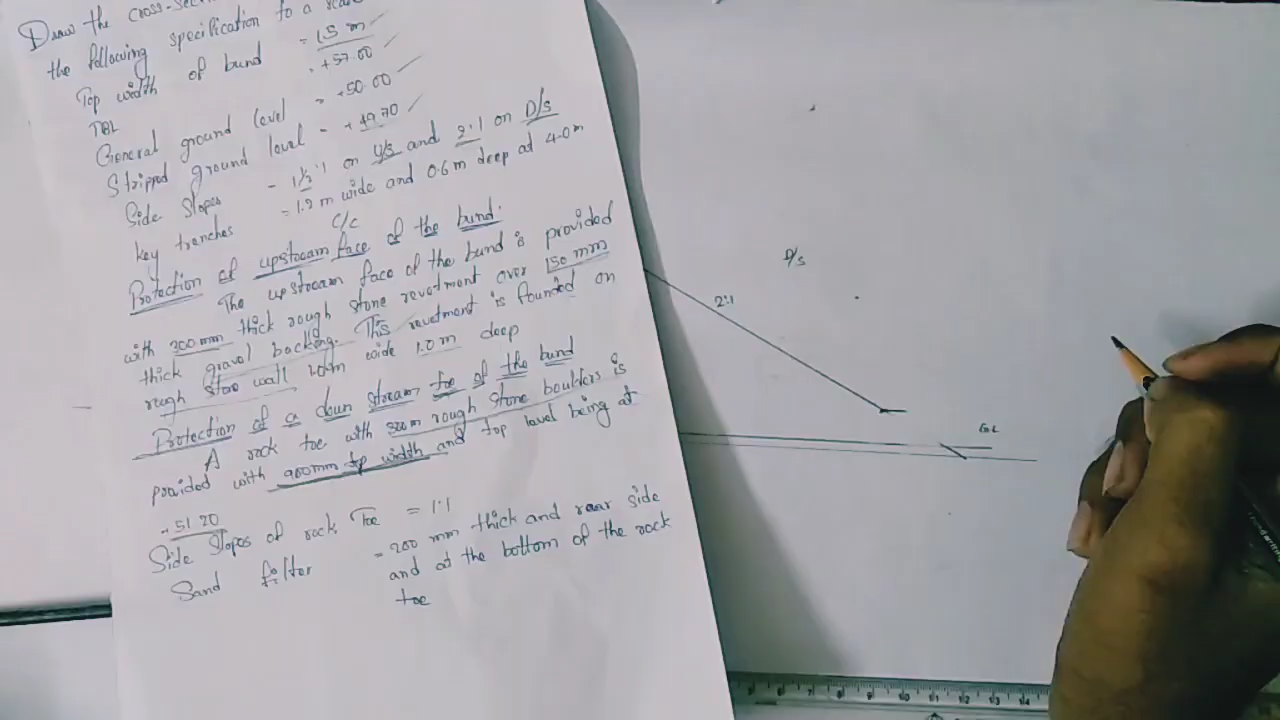 Draw the cross-sec
the following specification to a scale
Top width of bund = 1.5 m
TBL = +57.00
General ground level = +50.00
Stripped ground level = +49.70
Side slopes = 1½:1 on U/s and 2:1 on D/s
key trenches = 1.2 m wide and 0.6 m deep at 4.0 m
C/c
Protection of upstream face of the bund:
The upstream face of the bund is provided
with 300 mm thick rough stone revetment over 150 mm
thick gravel backing. This revetment is founded on
rough stone wall wide 1.0 m deep
Protection of a down stream toe of the bund
A rock toe with 300m rough stone boulders is
provided with 900mm top width and top level being at
+51.20
Side slopes of rock Toe = 1:1
Sand filter = 200 mm thick and rear side
and at the bottom of the rock
toe
D/s
2:1
GL